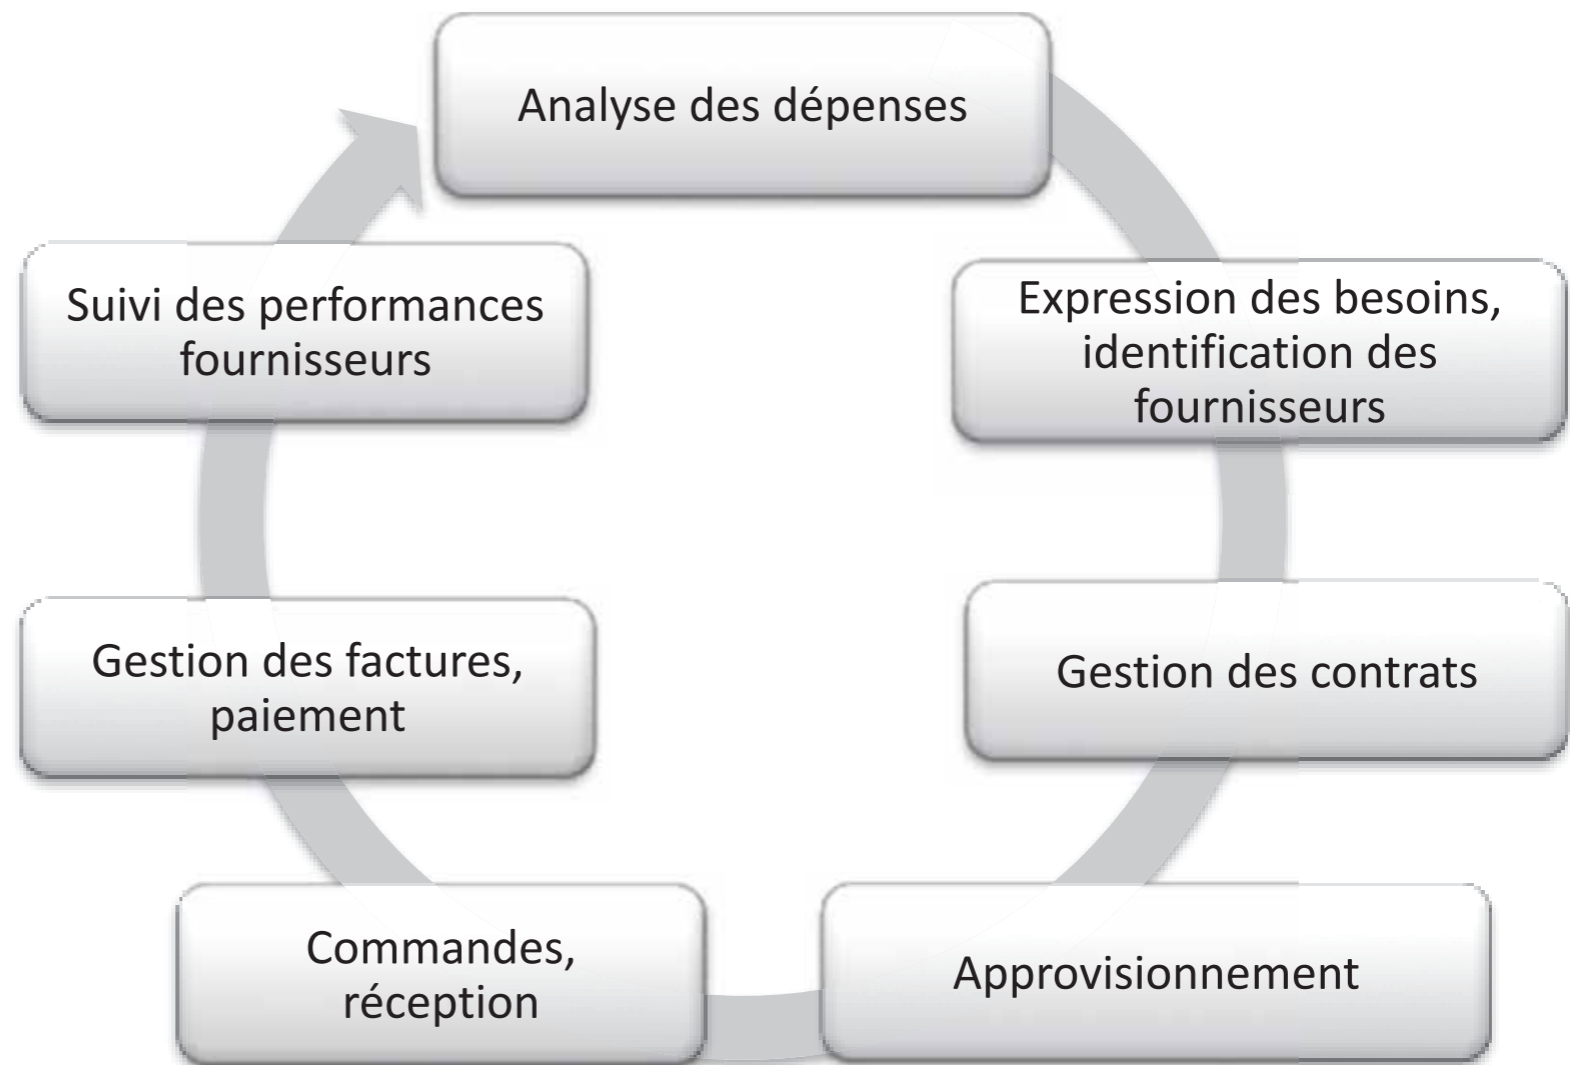 Analyse des dépenses
Expression des besoins,
identification des
fournisseurs
Gestion des contrats
Approvisionnement
Commandes,
réception
Gestion des factures,
paiement
Suivi des performances
fournisseurs